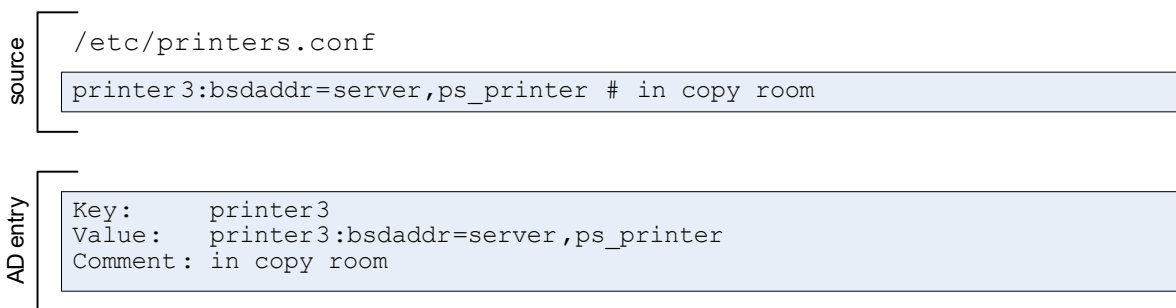 source
/etc/printers.conf
printer3:bsdaddr=server,ps_printer # in copy room
AD entry
Key: printer3
Value: printer3:bsdaddr=server,ps_printer
Comment: in copy room